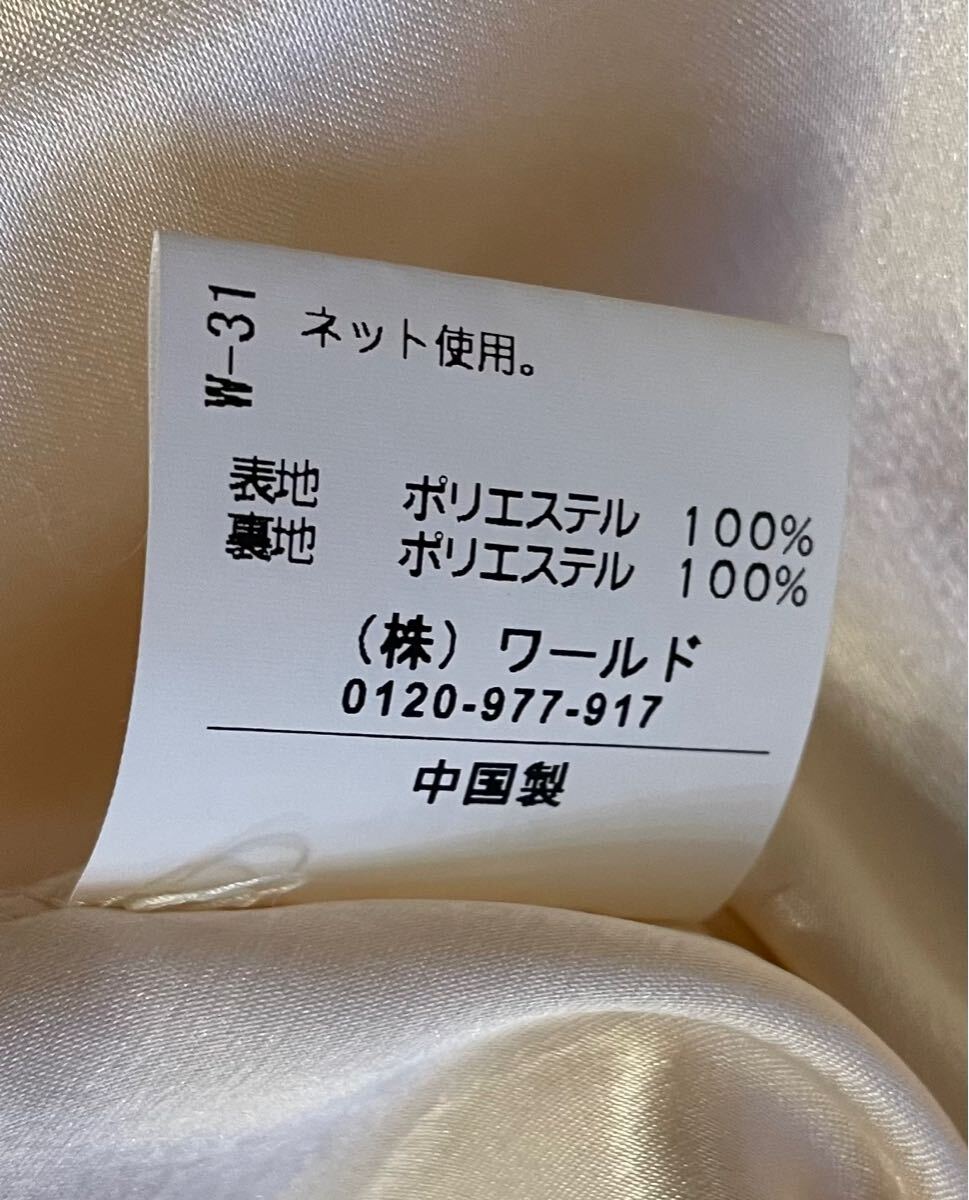 W-31
ネット使用。
表地 ポリエステル 100%
裏地 ポリエステル 100%
(株) ワールド
0120-977-917
中国製